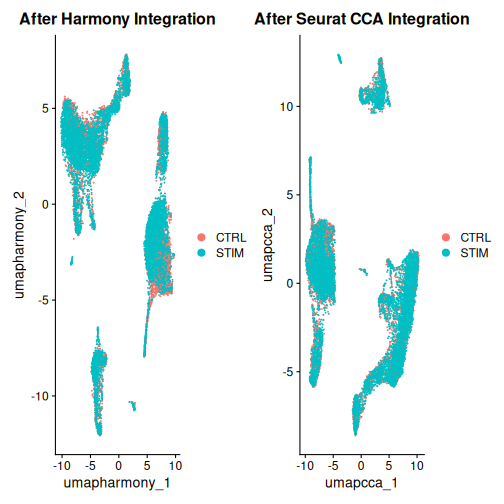 After Harmony Integration
umapharmony_2
5
0
-5
-10
-10
-5
0
5
10
umapharmony_1
CTRL
STIM
After Seurat CCA Integration
umapcca_2
10
5
0
-5
-10
-5
0
5
10
umapcca_1
CTRL
STIM